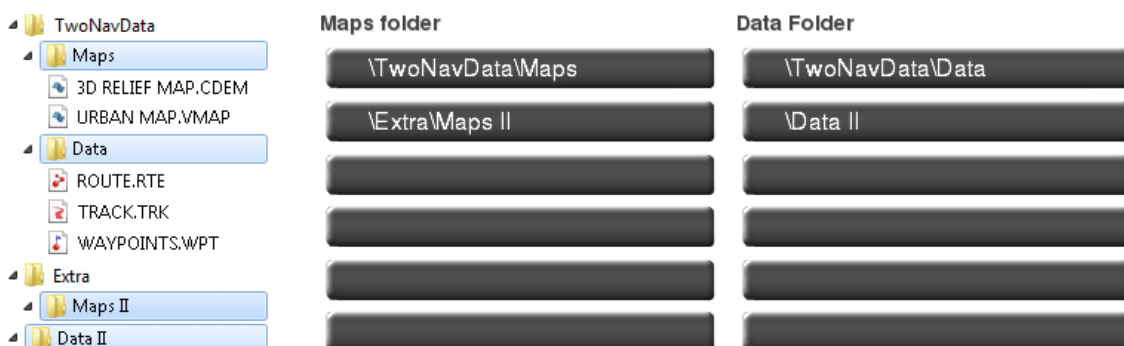 TwoNavData
Maps
3D RELIEF MAP.CDEM
URBAN MAP.VMAP
Data
ROUTE.RTE
TRACK.TRK
WAYPOINTS.WPT
Extra
Maps II
Data II
Maps folder
\TwoNavData\Maps
\Extra\Maps II
Data Folder
\TwoNavData\Data
\Data II